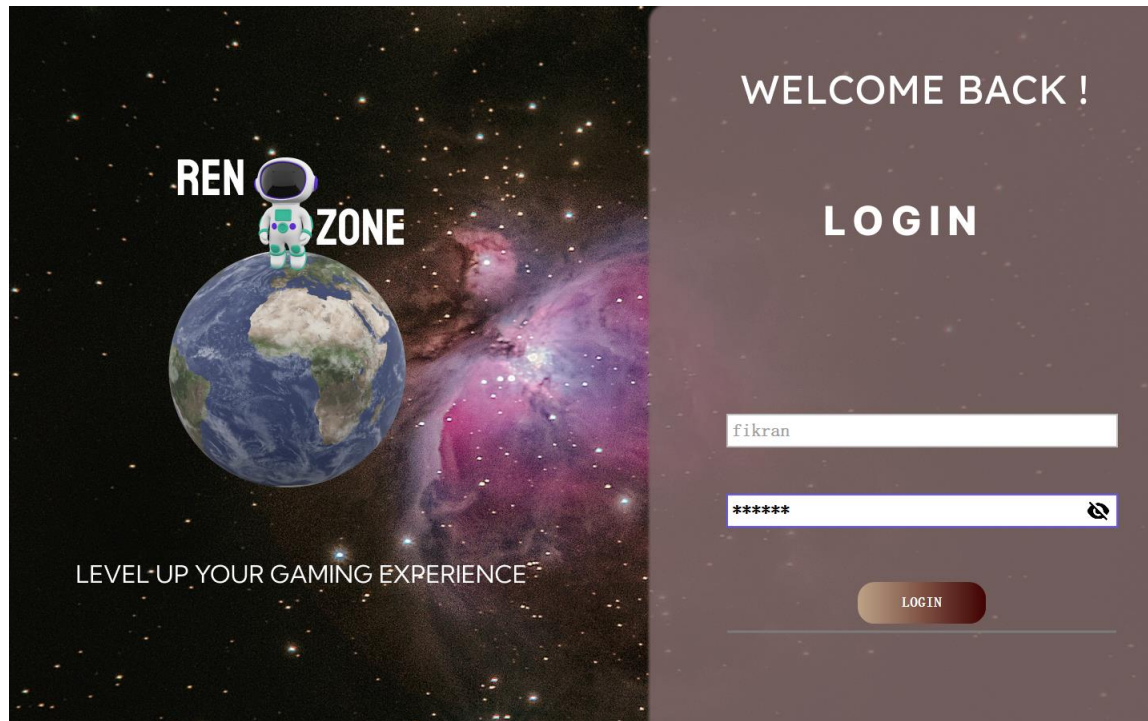 REN
ZONE
LEVEL UP YOUR GAMING EXPERIENCE
WELCOME BACK !
LOGIN
fikran
******
LOGIN